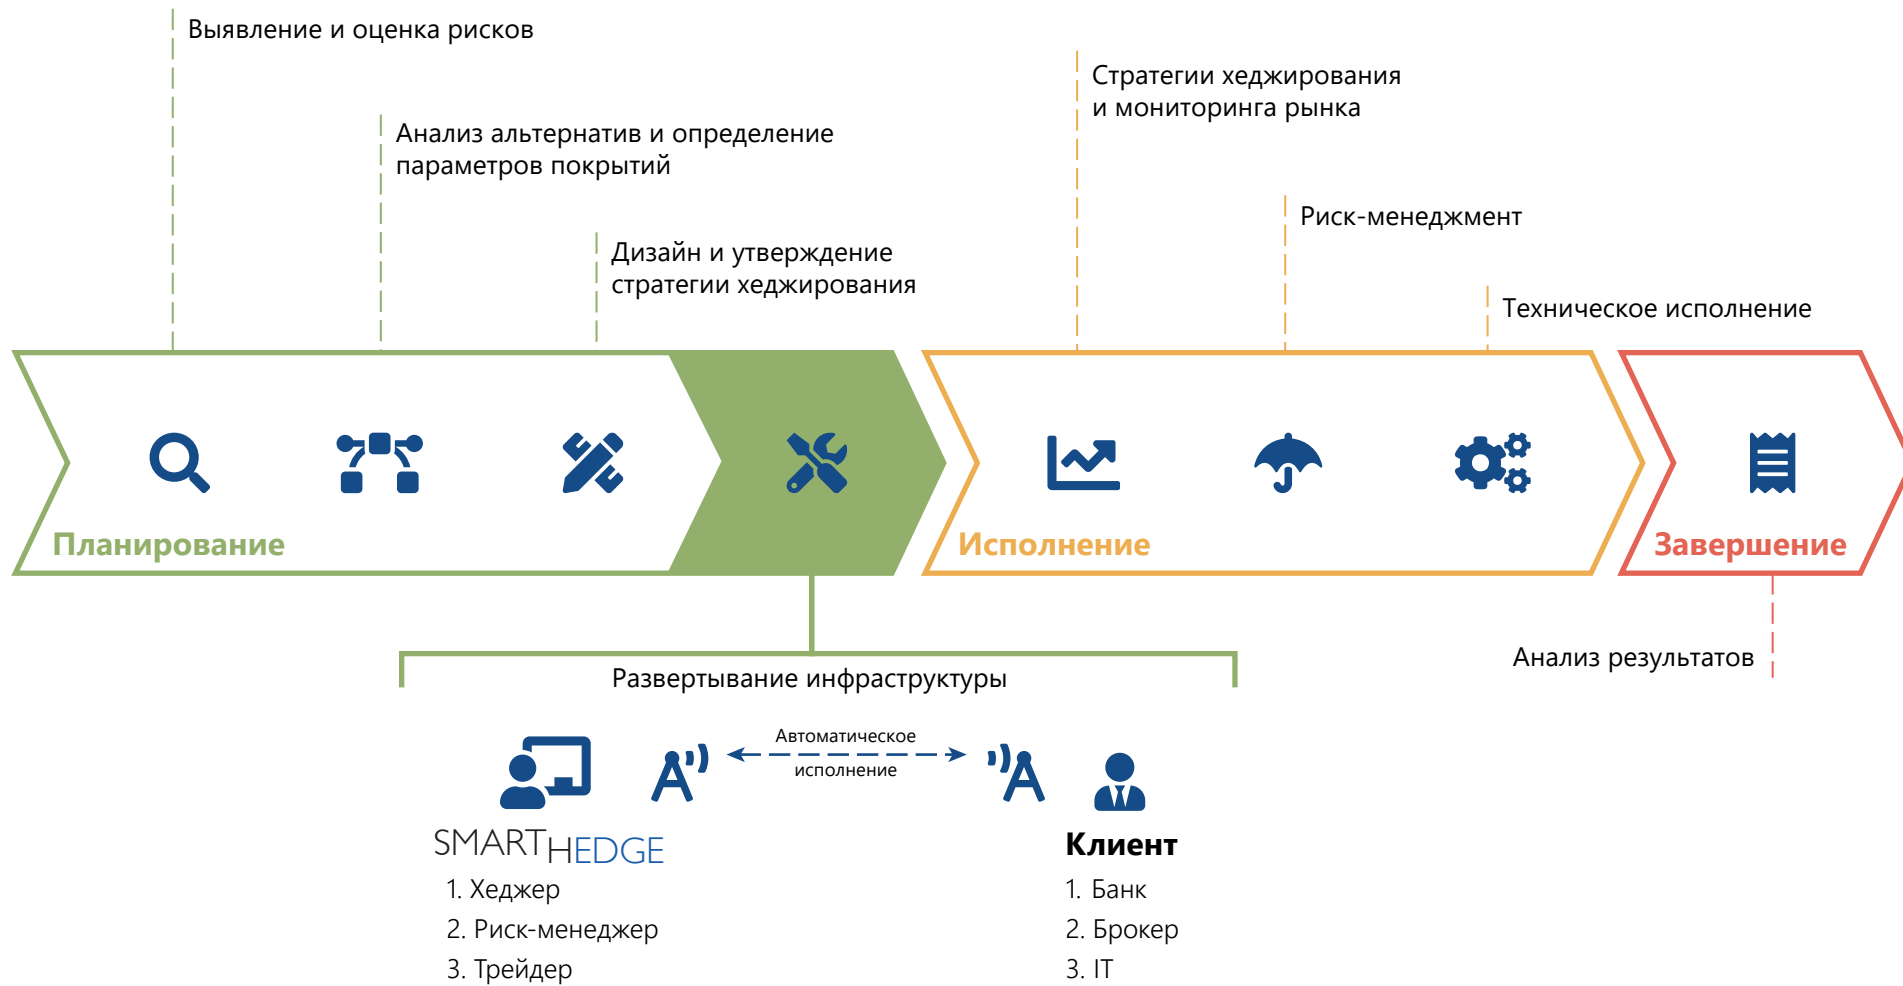 Выявление и оценка рисков
Анализ альтернатив и определение
параметров покрытий
Дизайн и утверждение
стратегии хеджирования
Стратегии хеджирования
и мониторинга рынка
Риск-менеджмент
Техническое исполнение
Планирование
Исполнение
Завершение
Анализ результатов
Развертывание инфраструктуры
Автоматическое
исполнение
SMARTHEDGE
1. Хеджер
2. Риск-менеджер
3. Трейдер
Клиент
1. Банк
2. Брокер
3. IT